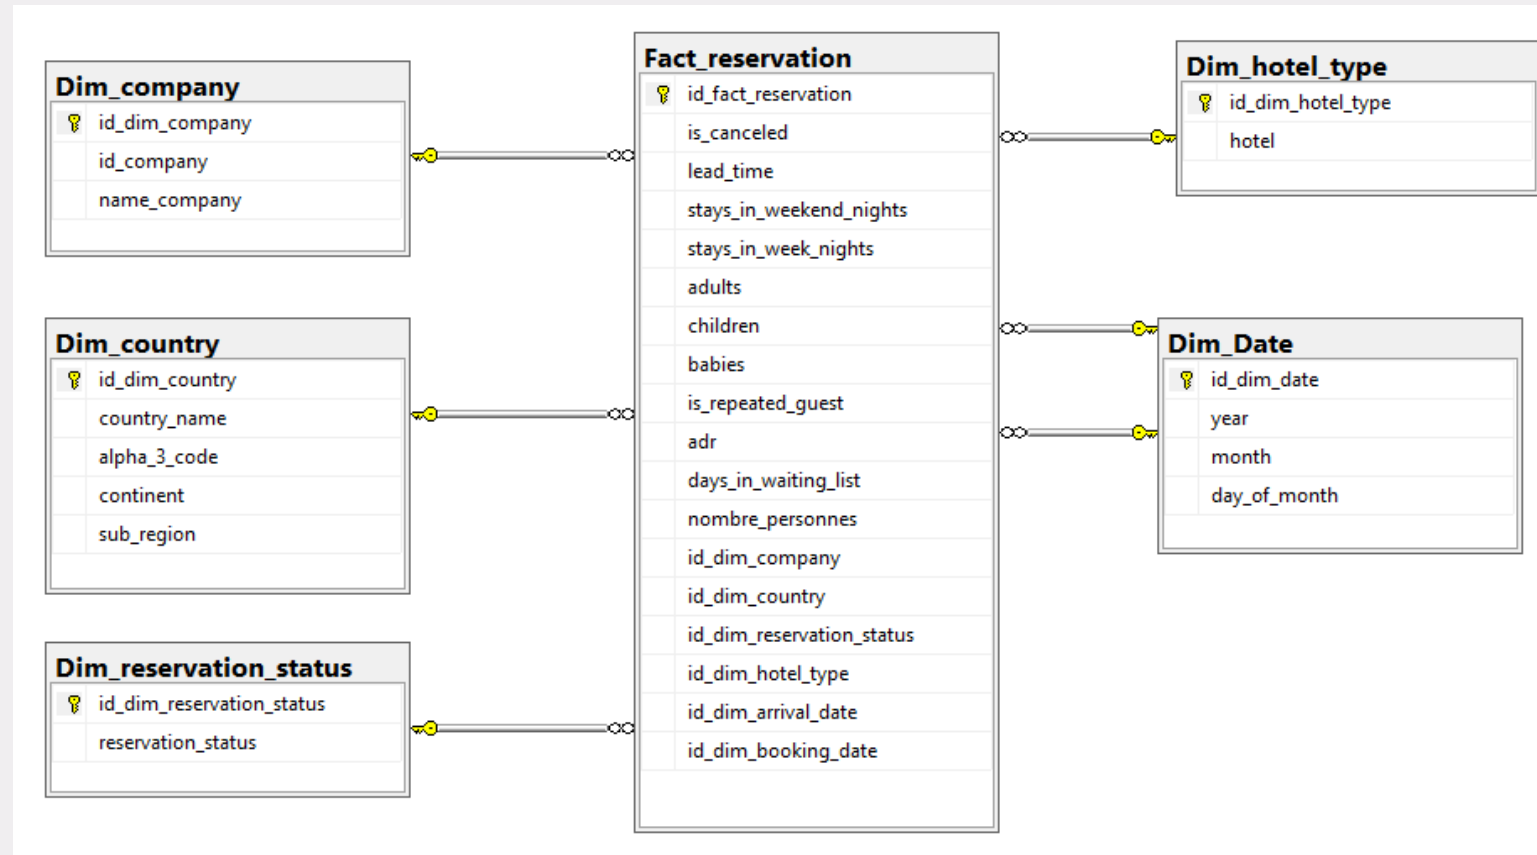 Dim_company
id_dim_company
id_company
name_company
Dim_country
id_dim_country
country_name
alpha_3_code
continent
sub_region
Dim_reservation_status
id_dim_reservation_status
reservation_status
Fact_reservation
id_fact_reservation
is_canceled
lead_time
stays_in_weekend_nights
stays_in_week_nights
adults
children
babies
is_repeated_guest
adr
days_in_waiting_list
nombre_personnes
id_dim_company
id_dim_country
id_dim_reservation_status
id_dim_hotel_type
id_dim_arrival_date
id_dim_booking_date
Dim_hotel_type
id_dim_hotel_type
hotel
Dim_Date
id_dim_date
year
month
day_of_month